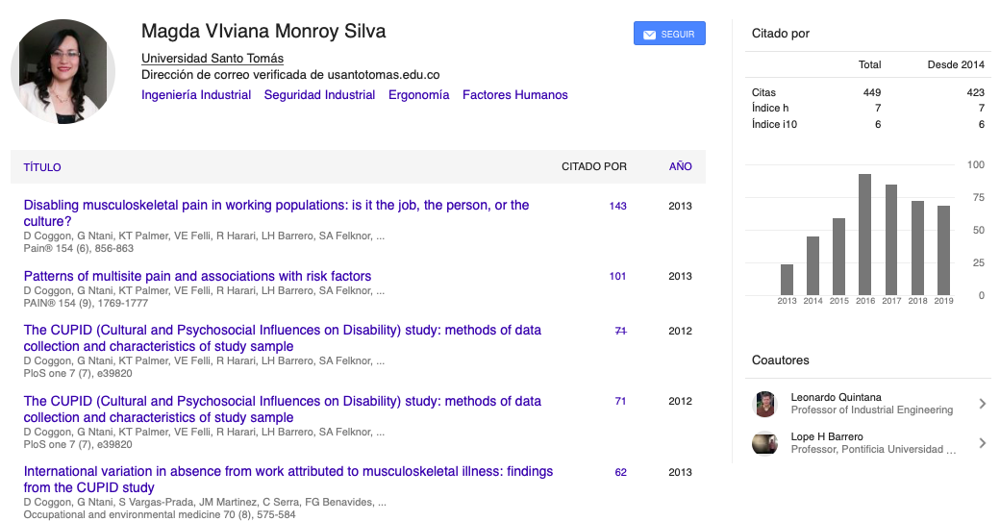 Magda VIviana Monroy Silva
SEGUIR
Universidad Santo Tomás
Dirección de correo verificada de usantotomas.edu.co
Ingeniería Industrial Seguridad Industrial Ergonomía Factores Humanos
TÍTULO CITADO POR AÑO
Disabling musculoskeletal pain in working populations: is it the job, the person, or the 143 2013
culture?
D Coggon, G Ntani, KT Palmer, VE Felli, R Harari, LH Barrero, SA Felknor, ...
Pain® 154 (6), 856-863
Patterns of multisite pain and associations with risk factors 101 2013
D Coggon, G Ntani, KT Palmer, VE Felli, R Harari, LH Barrero, SA Felknor, ...
PAIN® 154 (9), 1769-1777
The CUPID (Cultural and Psychosocial Influences on Disability) study: methods of data 71 2012
collection and characteristics of study sample
D Coggon, G Ntani, KT Palmer, VE Felli, R Harari, LH Barrero, SA Felknor, ...
PloS one 7 (7), e39820
The CUPID (Cultural and Psychosocial Influences on Disability) study: methods of data 71 2012
collection and characteristics of study sample
D Coggon, G Ntani, KT Palmer, VE Felli, R Harari, LH Barrero, SA Felknor, ...
PloS one 7 (7), e39820
International variation in absence from work attributed to musculoskeletal illness: findings 62 2013
from the CUPID study
D Coggon, G Ntani, S Vargas-Prada, JM Martinez, C Serra, FG Benavides, ...
Occupational and environmental medicine 70 (8), 575-584
Citado por
Total Desde 2014
Citas 449 423
Índice h 7 7
Índice i10 6 6
100
75
50
25
0
2013 2014 2015 2016 2017 2018 2019
Coautores
Leonardo Quintana
Professor of Industrial Engineering
Lope H Barrero
Professor, Pontificia Universidad ...